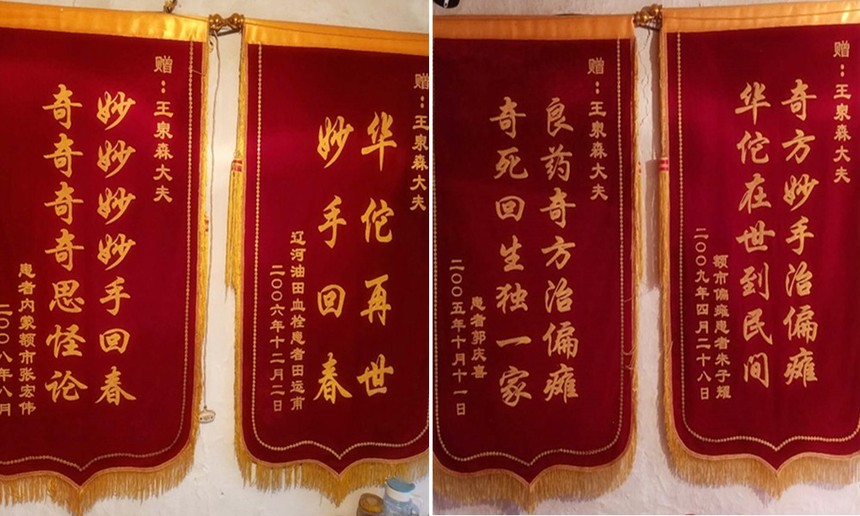 赠：王泉森大夫
妙妙妙妙手回春
奇奇奇奇思怪论
患者内蒙额市张宏伟
二〇〇八年八月
赠：王泉森大夫
华佗再世
妙手回春
辽河油田血栓患者田远甫
二〇〇六年十二月二日
赠：王泉森大夫
良药奇方治偏瘫
奇死回生独一家
患者郭庆喜
二〇〇五年十月十一日
赠：王泉森大夫
奇方妙手治偏瘫
华佗在世到民间
额市偏瘫患者朱子耀
二〇〇九年四月二十八日